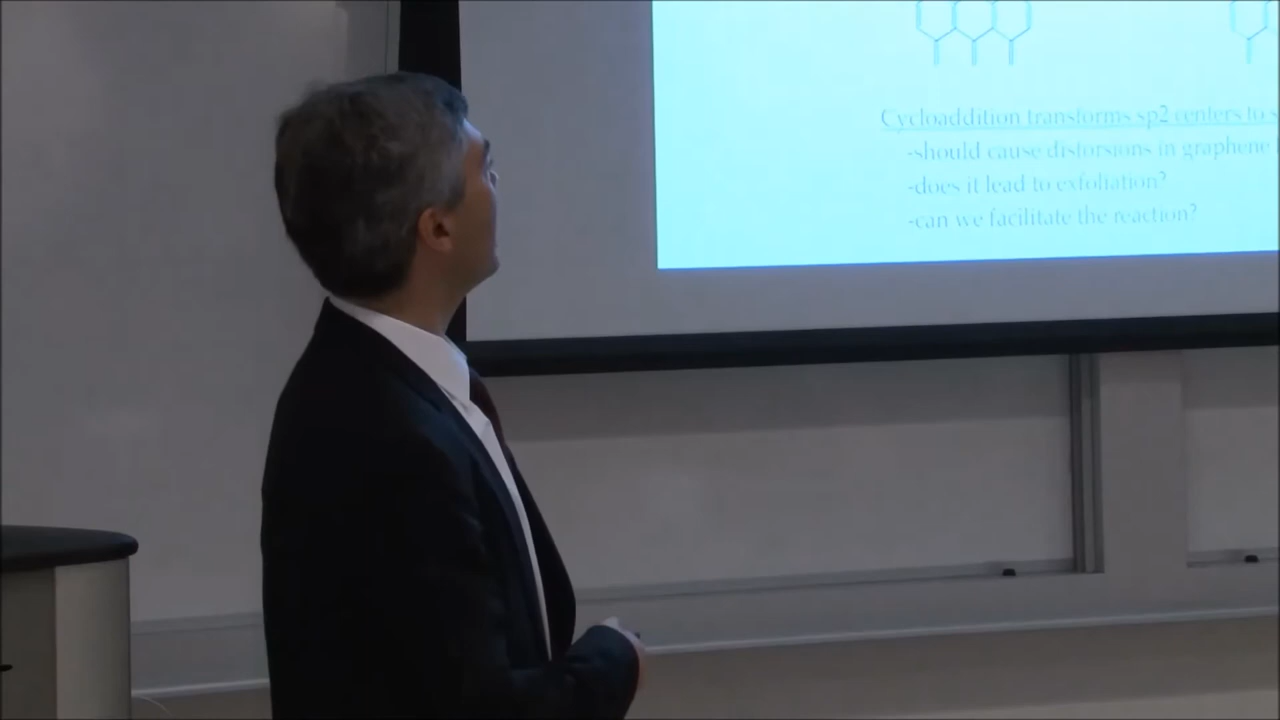 Cycloaddition transforms sp2 centers to s
-should cause distorsions in graphene
-does it lead to exfoliation?
-can we facilitate the reaction?